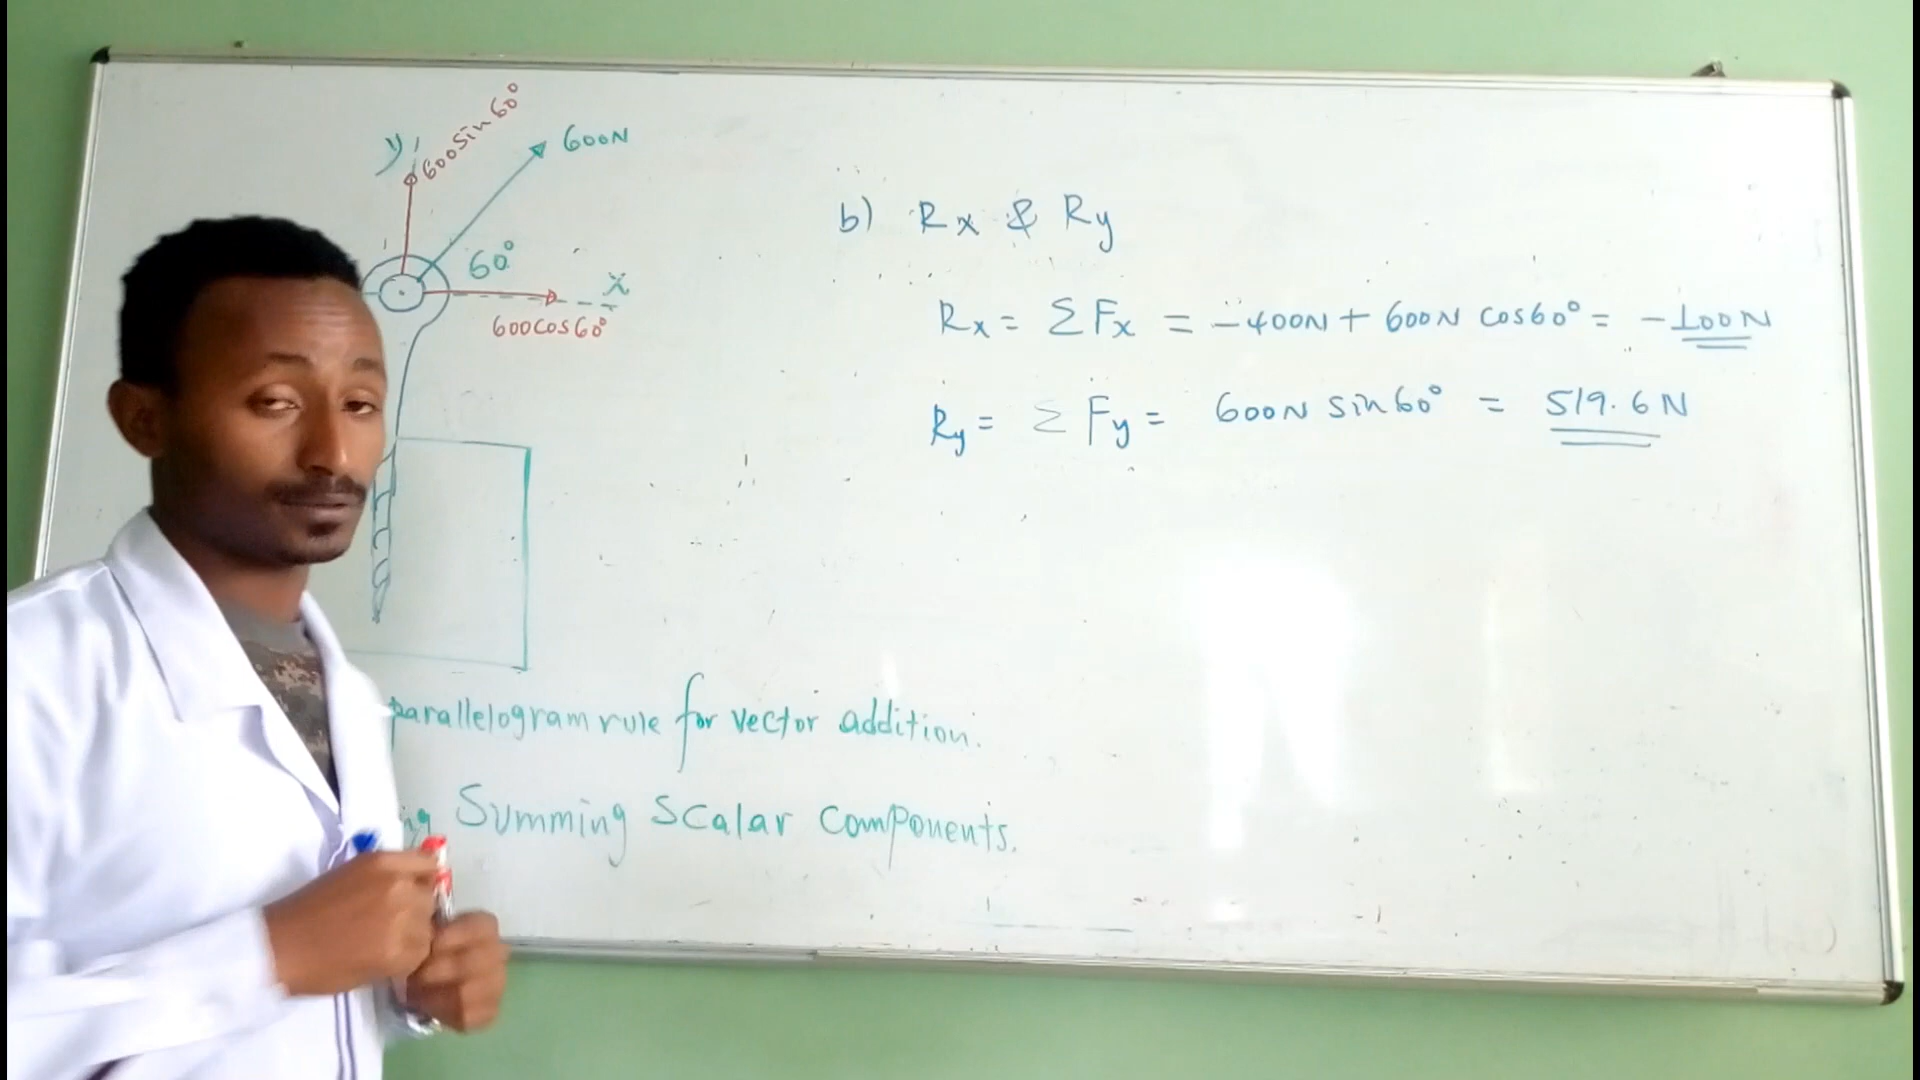 y
600sin60°
600N
60°
x
600cos60°
b) Rx & Ry
Rx = ΣFx = -400N + 600N cos60° = -100N
Ry = ΣFy = 600N sin60° = 519.6N
parallelogram rule for vector addition.
ing Summing Scalar Components.